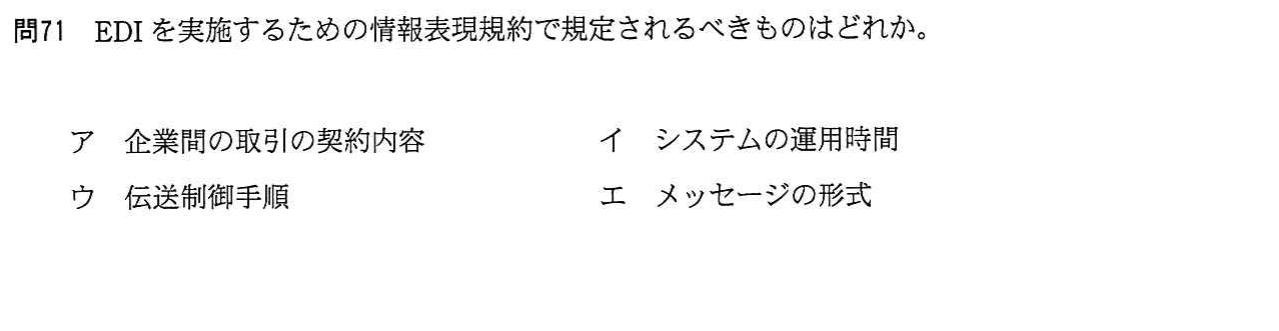 問71 EDI を実施するための情報表現規約で規定されるべきものはどれか。
ア 企業間の取引の契約内容 イ システムの運用時間
ウ 伝送制御手順 エ メッセージの形式